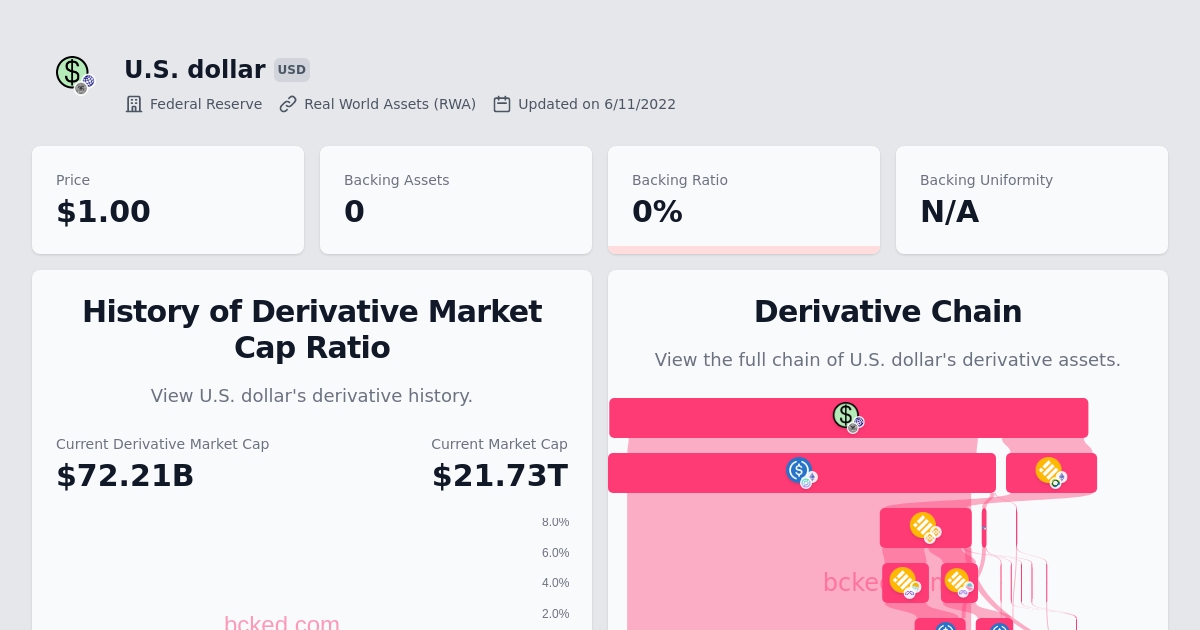 U.S. dollar USD
Federal Reserve Real World Assets (RWA) Updated on 6/11/2022
Price
$1.00
Backing Assets
0
Backing Ratio
0%
Backing Uniformity
N/A
History of Derivative Market
Cap Ratio
View U.S. dollar's derivative history.
Current Derivative Market Cap
$72.21B
Current Market Cap
$21.73T
8.0%
6.0%
4.0%
2.0%
bcked.com
Derivative Chain
View the full chain of U.S. dollar's derivative assets.